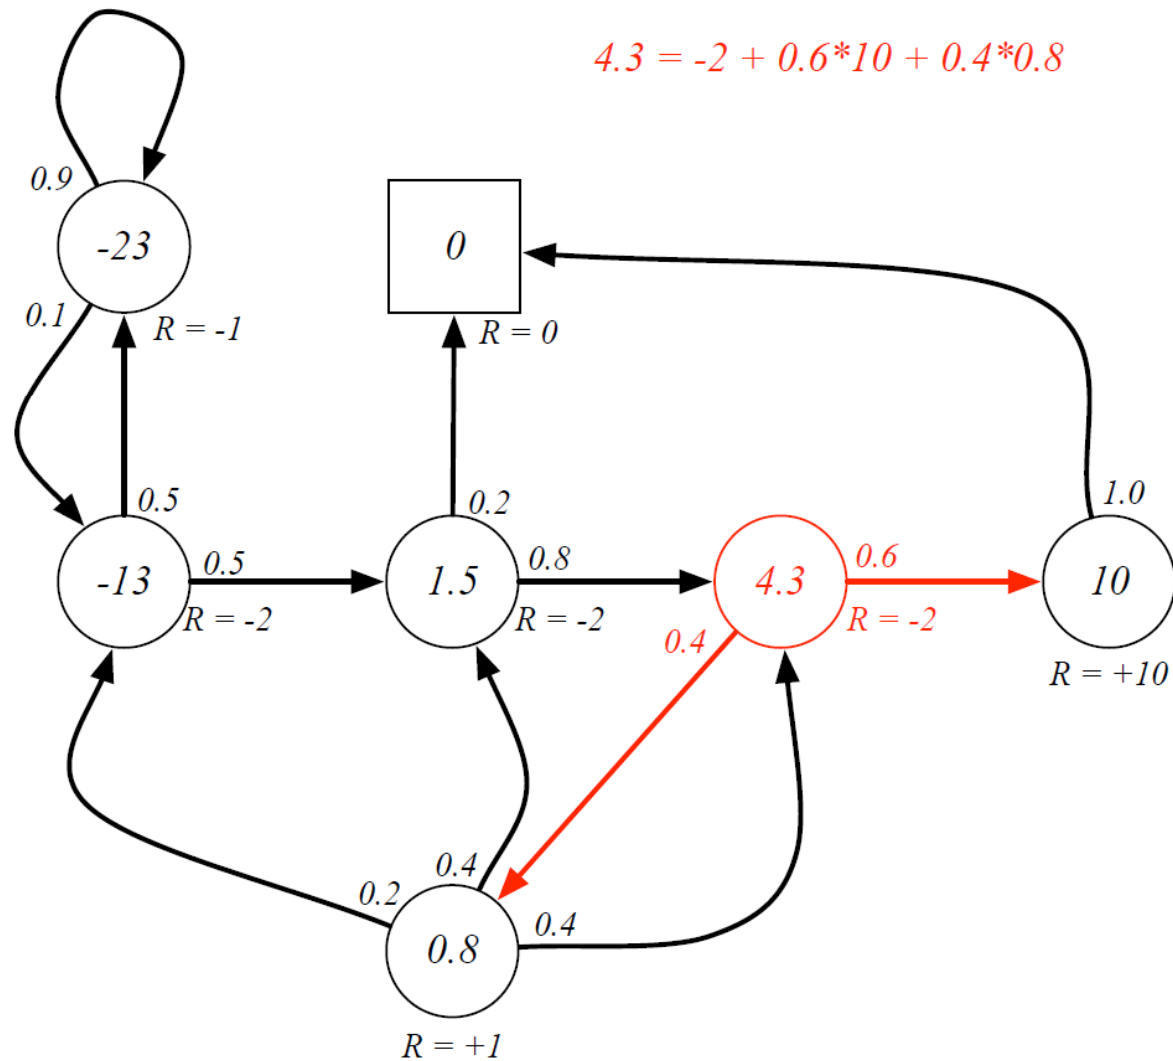 4.3 = -2 + 0.6*10 + 0.4*0.8
0.9
-23
0
0.1
R = -1
R = 0
0.5
0.2
1.0
-13
0.5
1.5
0.8
4.3
0.6
10
R = -2
R = -2
R = -2
0.4
R = +10
0.4
0.2
0.4
0.8
R = +1